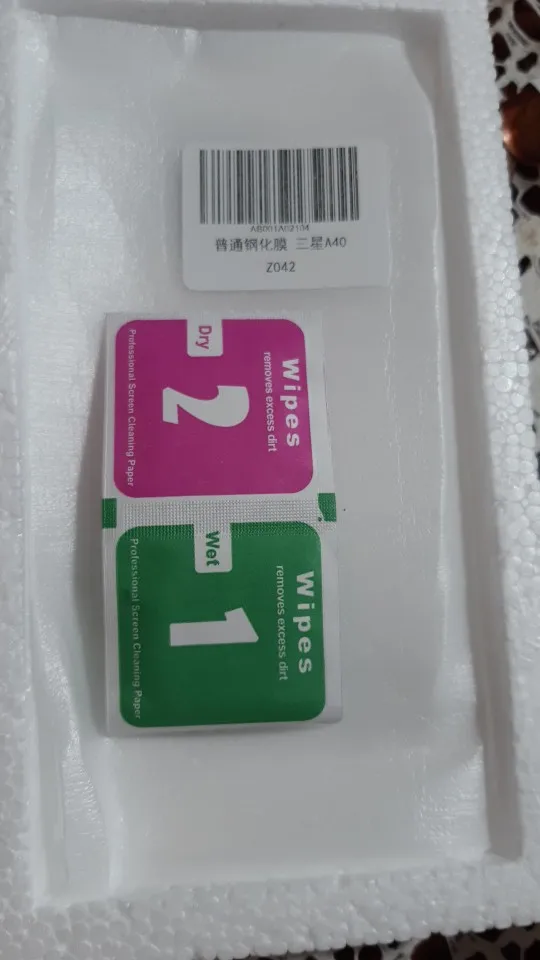 AB001A02104
普通钢化膜 三星A40
Z042
Dry
Wipes
removes excess dirt
2
Professional Screen Cleaning Paper
Wet
Wipes
removes excess dirt
1
Professional Screen Cleaning Paper